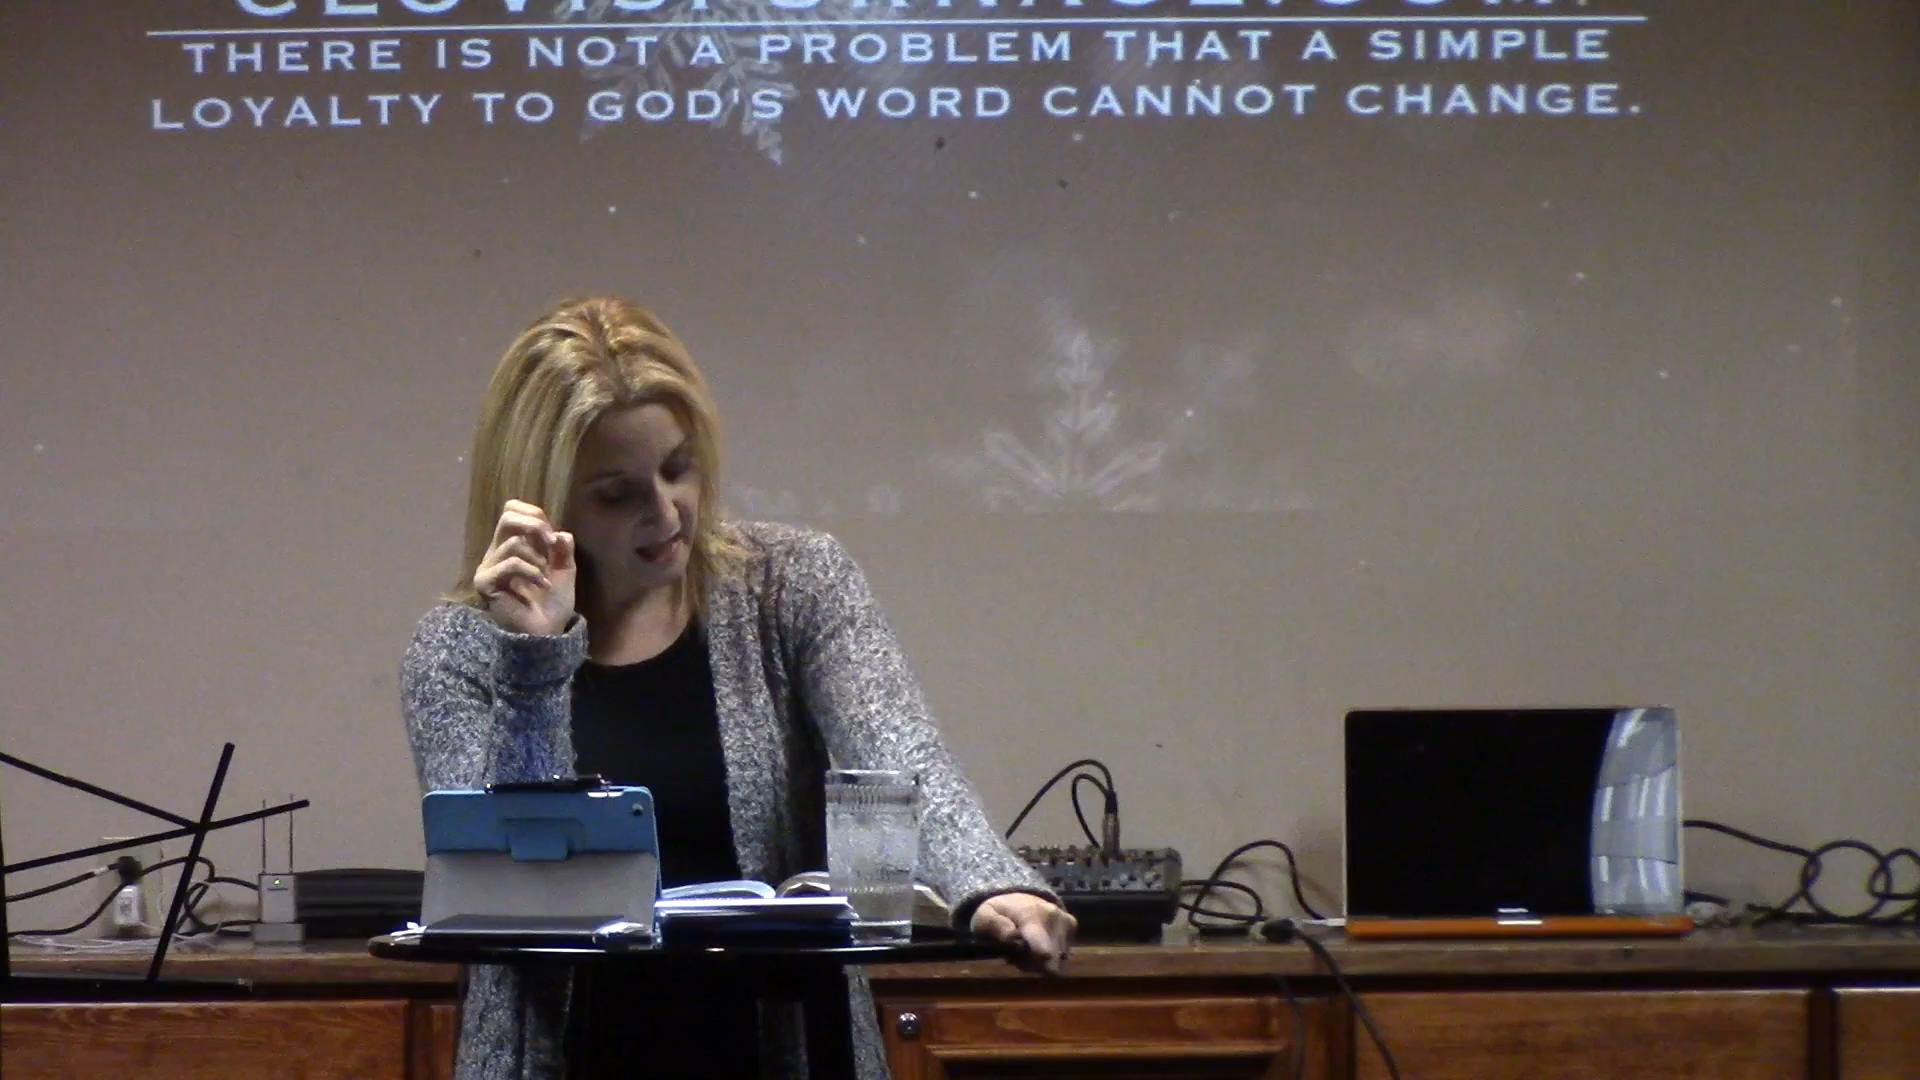 THERE IS NOT A PROBLEM THAT A SIMPLE
LOYALTY TO GOD'S WORD CANNOT CHANGE.